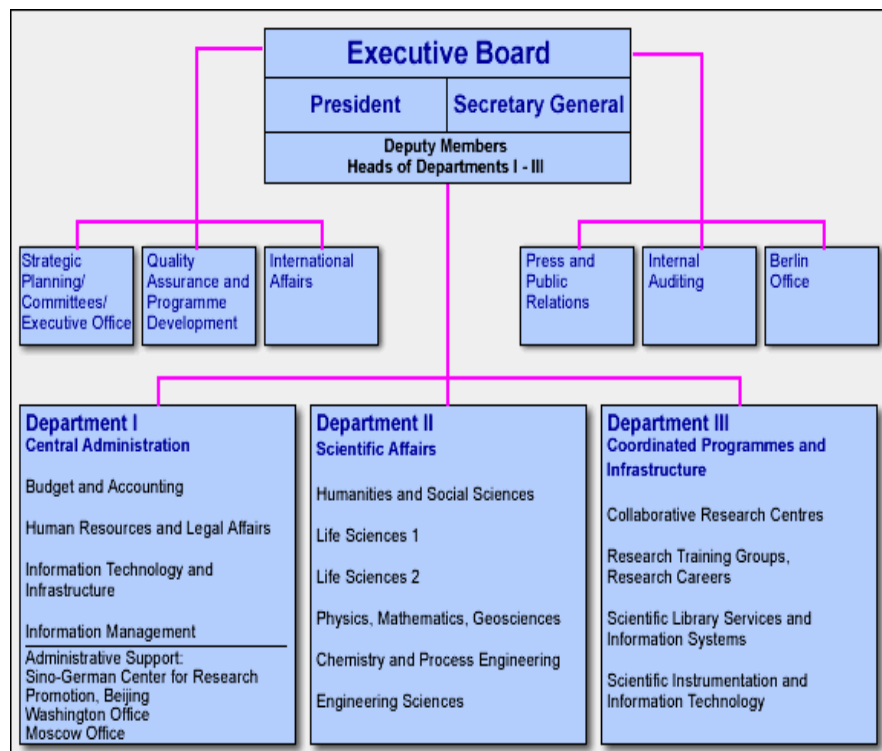 Executive Board
President
Secretary General
Deputy Members
Heads of Departments I - III
Strategic
Planning/
Committees/
Executive Office
Quality
Assurance and
Programme
Development
International
Affairs
Press and
Public
Relations
Internal
Auditing
Berlin
Office
Department I
Central Administration
Budget and Accounting
Human Resources and Legal Affairs
Information Technology and
Infrastructure
Information Management
Administrative Support:
Sino-German Center for Research
Promotion, Beijing
Washington Office
Moscow Office
Department II
Scientific Affairs
Humanities and Social Sciences
Life Sciences 1
Life Sciences 2
Physics, Mathematics, Geosciences
Chemistry and Process Engineering
Engineering Sciences
Department III
Coordinated Programmes and
Infrastructure
Collaborative Research Centres
Research Training Groups,
Research Careers
Scientific Library Services and
Information Systems
Scientific Instrumentation and
Information Technology